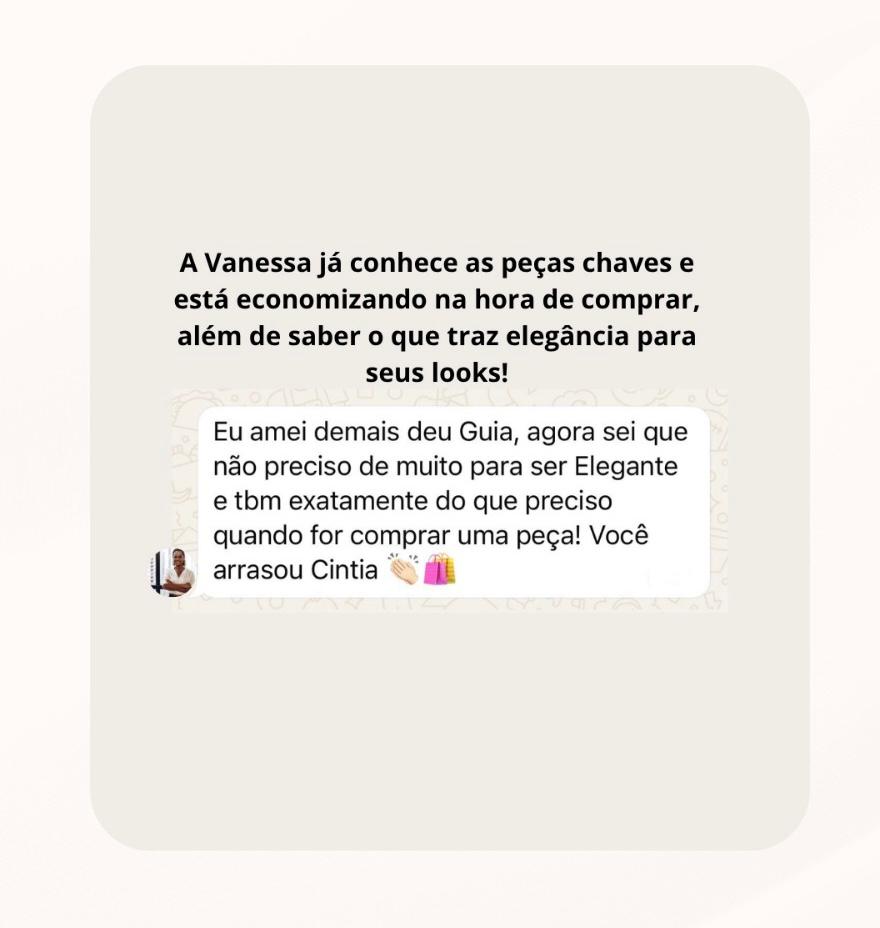 A Vanessa já conhece as peças chaves e
está economizando na hora de comprar,
além de saber o que traz elegância para
seus looks!
Eu amei demais deu Guia, agora sei que
não preciso de muito para ser Elegante
e tbm exatamente do que preciso
quando for comprar uma peça! Você
arrasou Cintia 👏🏻🛍️